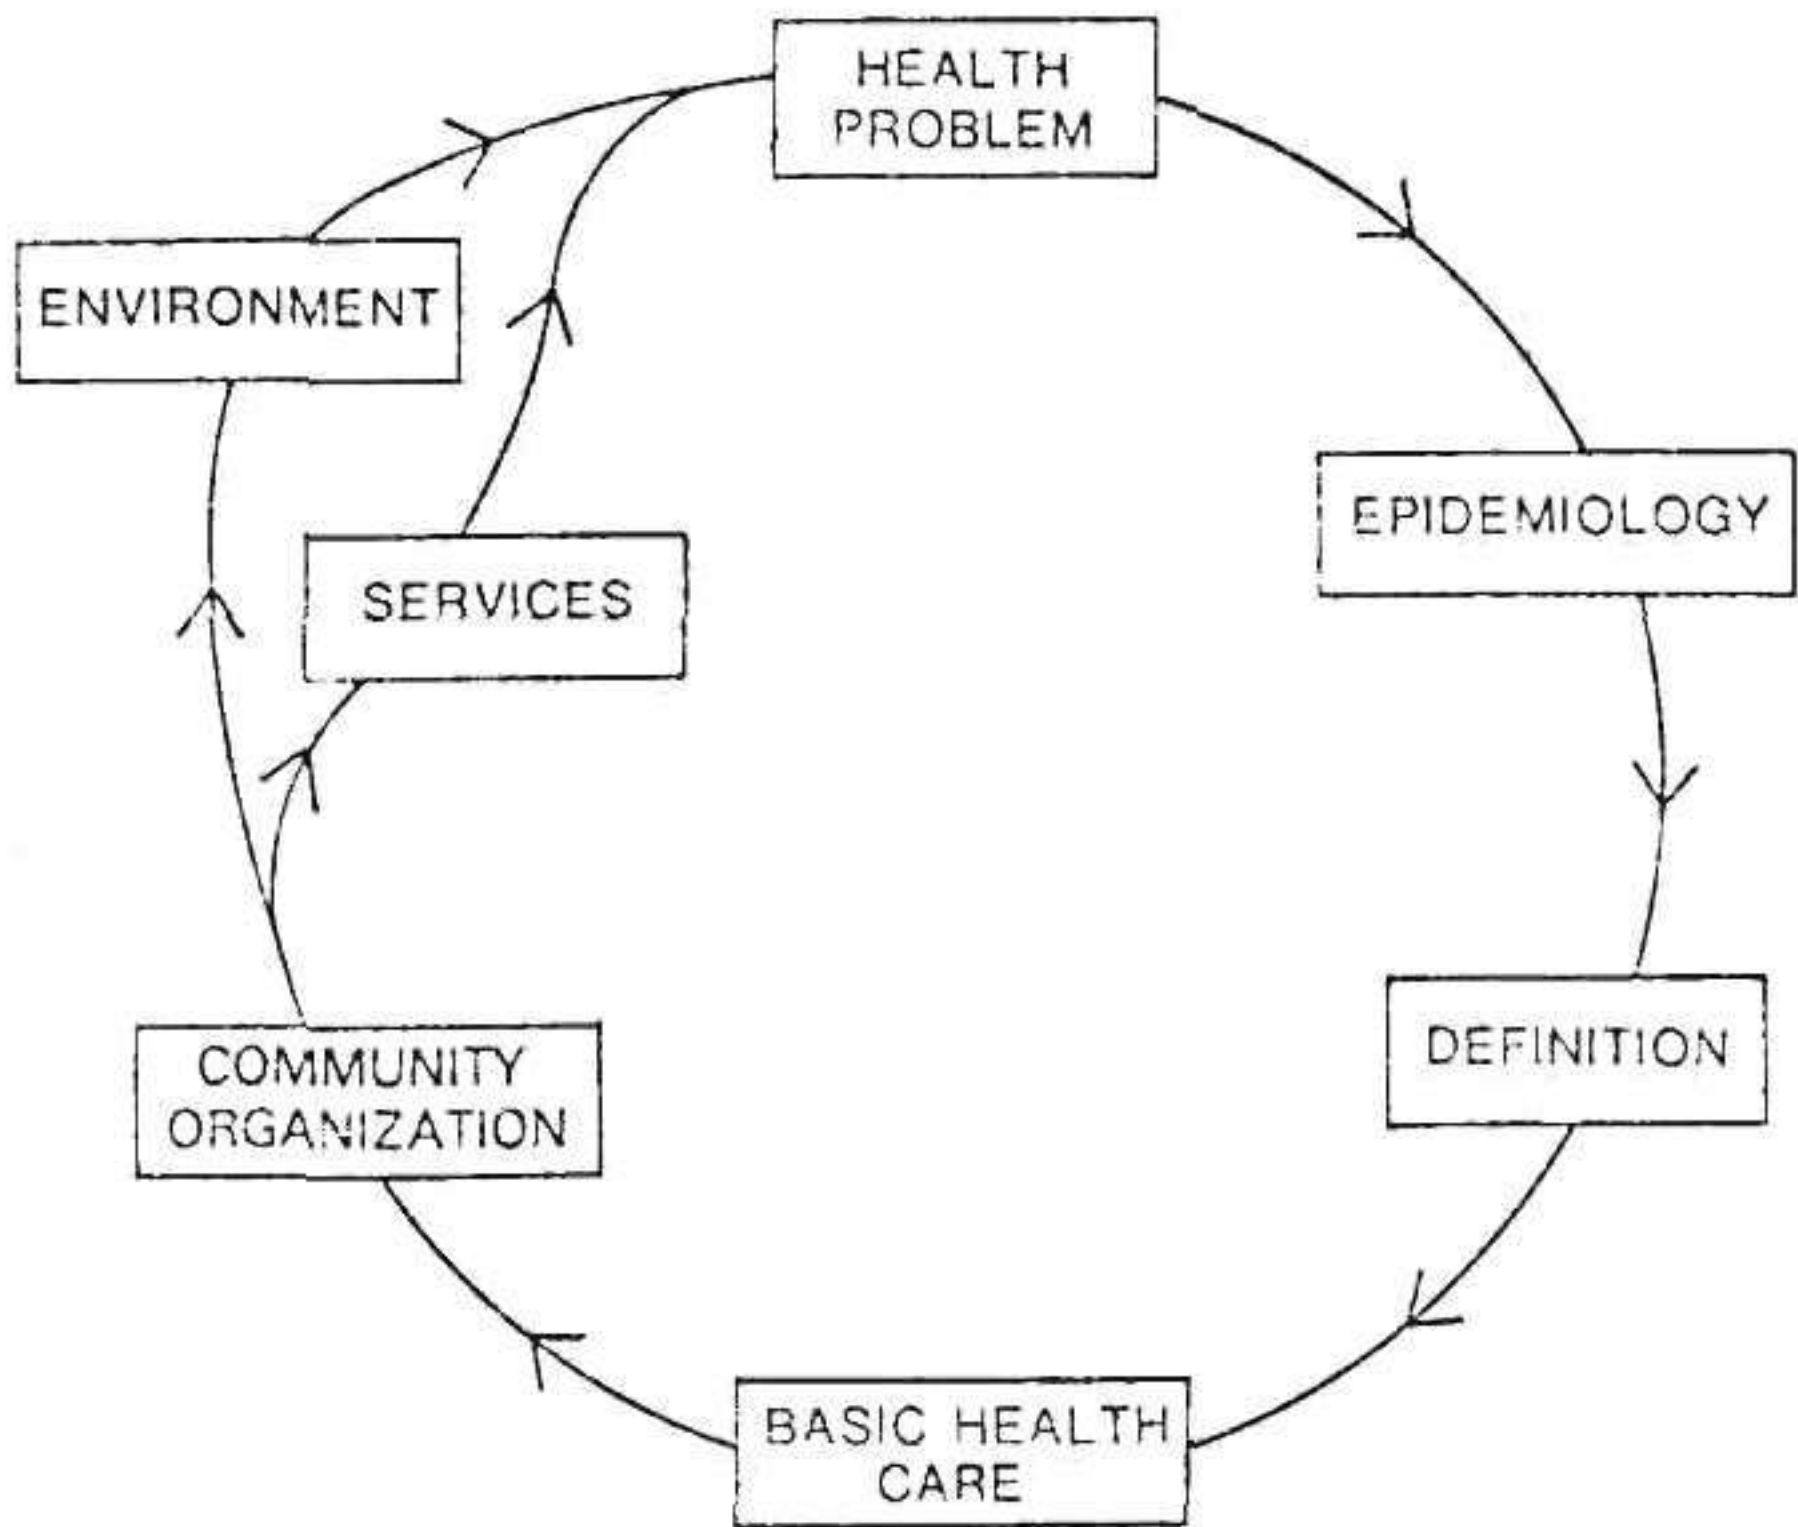 HEALTH
PROBLEM
ENVIRONMENT
EPIDEMIOLOGY
SERVICES
DEFINITION
COMMUNITY
ORGANIZATION
BASIC HEALTH
CARE